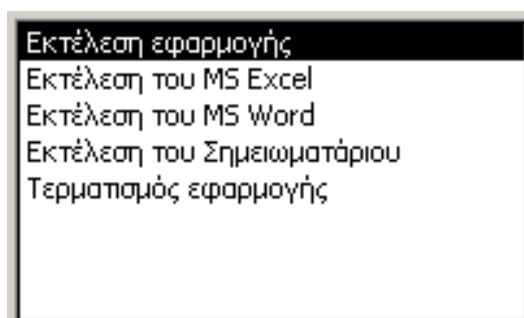 Εκτέλεση εφαρμογής
Εκτέλεση του MS Excel
Εκτέλεση του MS Word
Εκτέλεση του Σημειωματάριου
Τερματισμός εφαρμογής